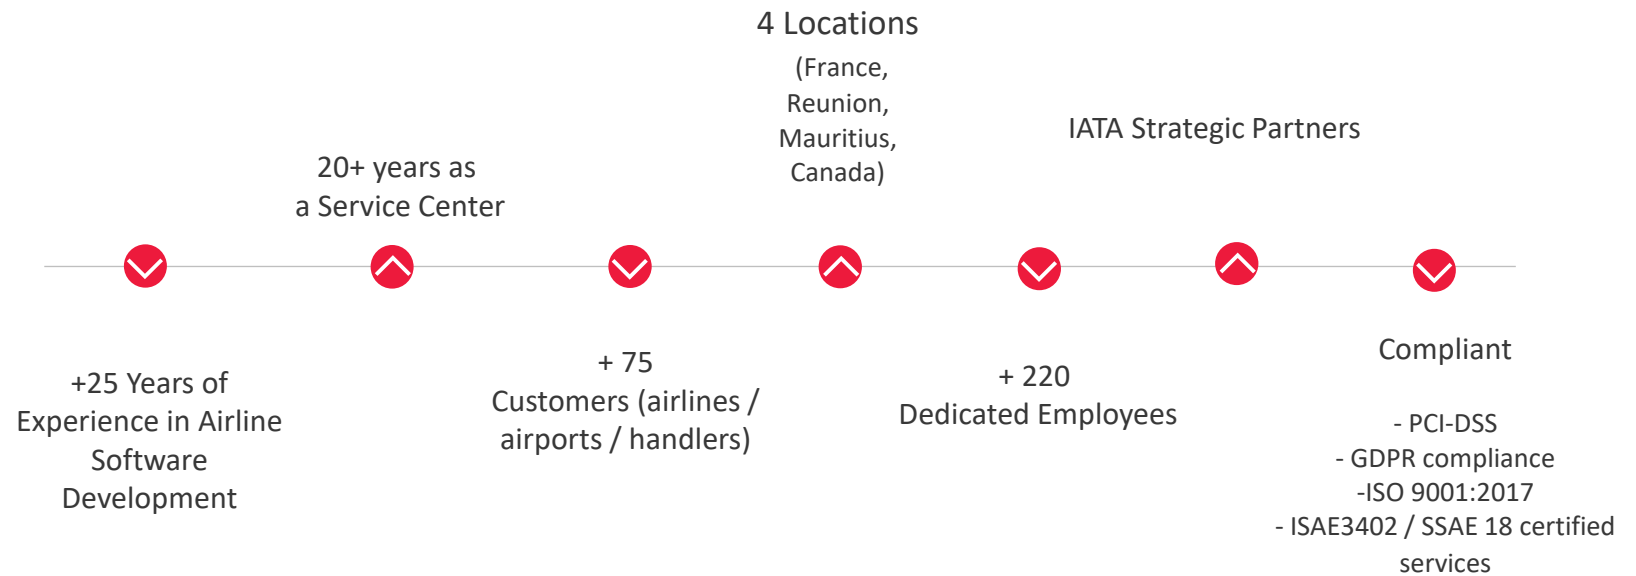 4 Locations
(France,
Reunion,
Mauritius,
Canada)
IATA Strategic Partners
20+ years as
a Service Center
+25 Years of
Experience in Airline
Software
Development
+ 75
Customers (airlines /
airports / handlers)
+ 220
Dedicated Employees
Compliant
- PCI-DSS
- GDPR compliance
-ISO 9001:2017
- ISAE3402 / SSAE 18 certified
services